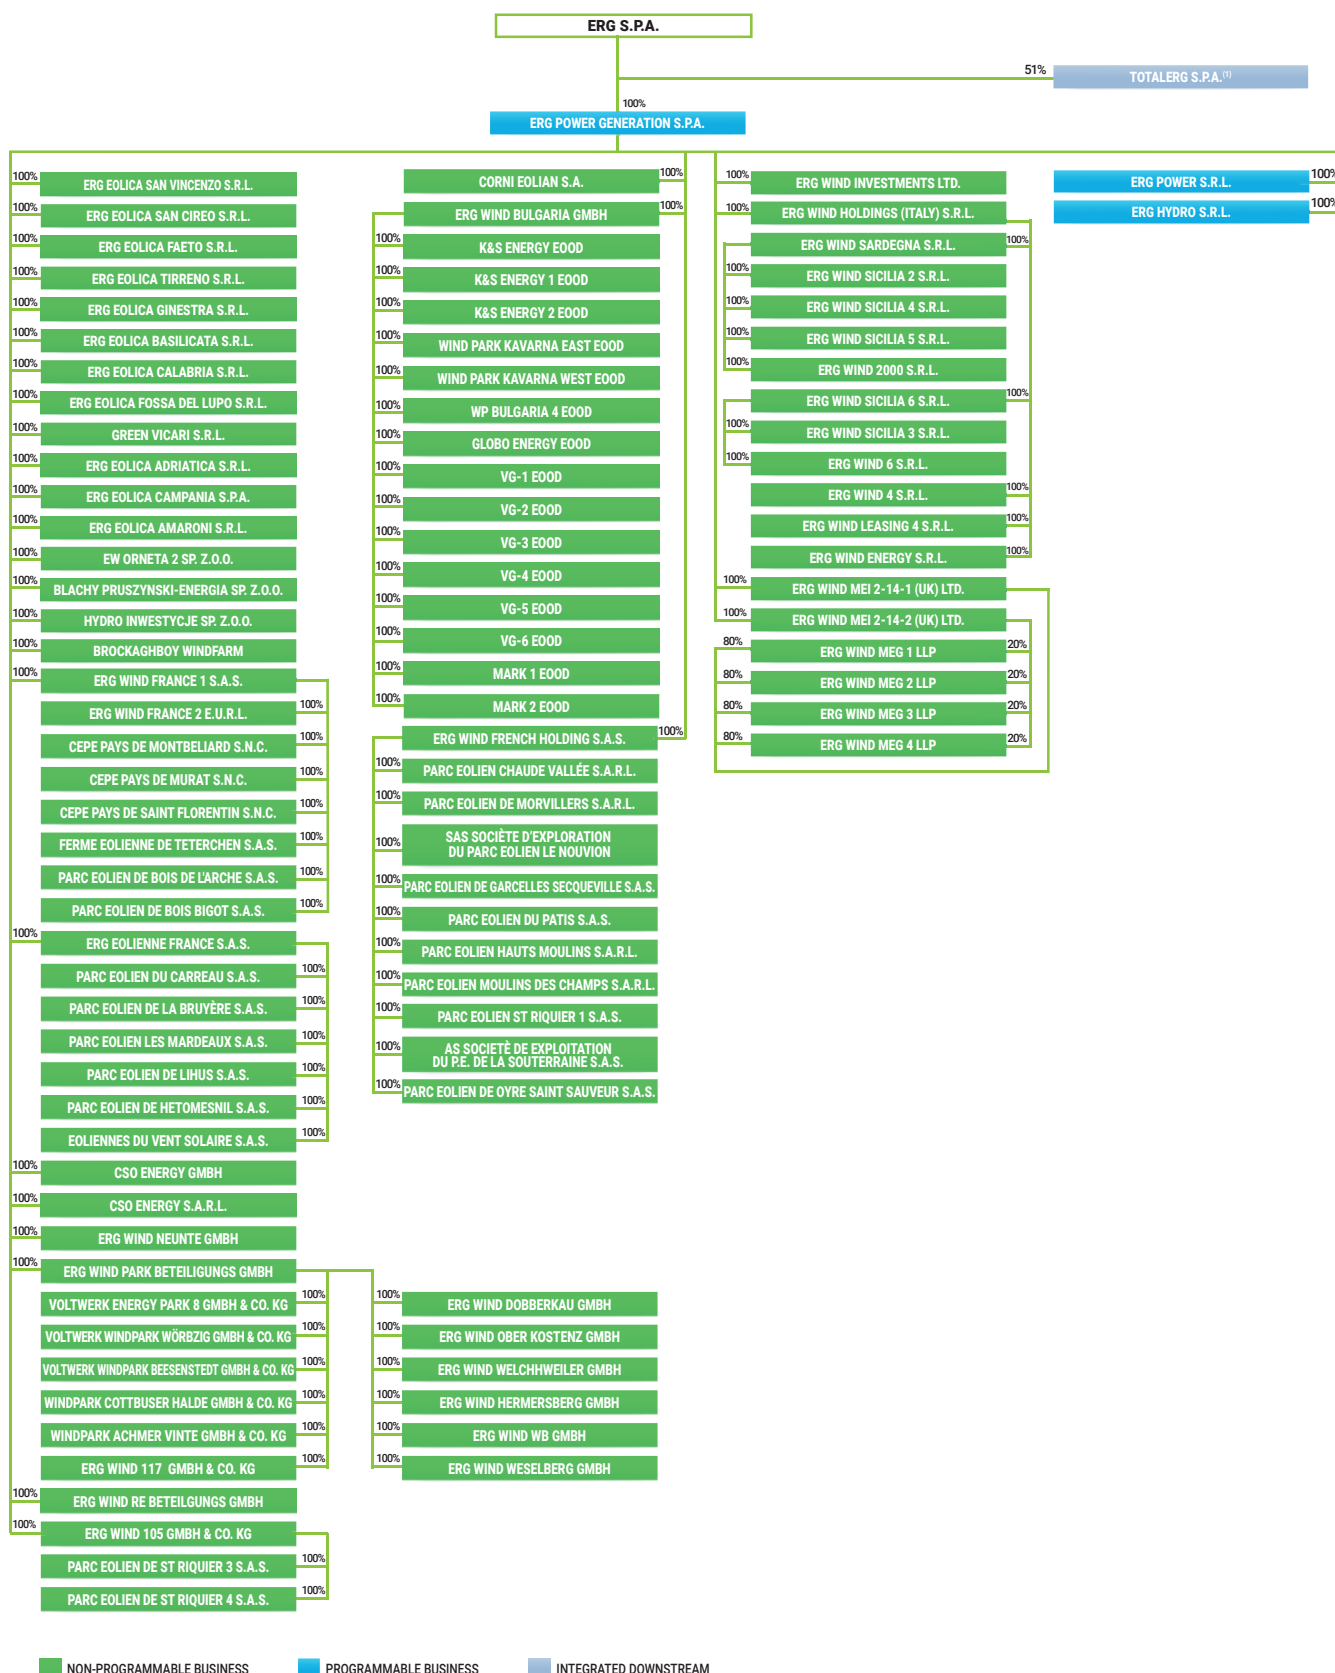 ERG S.P.A.
51%
TOTALERG S.P.A.(1)
100%
ERG POWER GENERATION S.P.A.
100%
ERG EOLICA SAN VINCENZO S.R.L.
100%
ERG EOLICA SAN CIREO S.R.L.
100%
ERG EOLICA FAETO S.R.L.
100%
ERG EOLICA TIRRENO S.R.L.
100%
ERG EOLICA GINESTRA S.R.L.
100%
ERG EOLICA BASILICATA S.R.L.
100%
ERG EOLICA CALABRIA S.R.L.
100%
ERG EOLICA FOSSA DEL LUPO S.R.L.
100%
GREEN VICARI S.R.L.
100%
ERG EOLICA ADRIATICA S.R.L.
100%
ERG EOLICA CAMPANIA S.P.A.
100%
ERG EOLICA AMARONI S.R.L.
100%
EW ORNETA 2 SP. Z.O.O.
100%
BLACHY PRUSZYNSKI-ENERGIA SP. Z.O.O.
100%
HYDRO INWESTYCJE SP. Z.O.O.
100%
BROCKAGHBOY WINDFARM
100%
ERG WIND FRANCE 1 S.A.S.
ERG WIND FRANCE 2 E.U.R.L.
100%
CEPE PAYS DE MONTBELIARD S.N.C.
100%
CEPE PAYS DE MURAT S.N.C.
100%
CEPE PAYS DE SAINT FLORENTIN S.N.C.
100%
FERME EOLIENNE DE TETERCHEN S.A.S.
100%
PARC EOLIEN DE BOIS DE L'ARCHE S.A.S.
100%
PARC EOLIEN DE BOIS BIGOT S.A.S.
100%
100%
ERG EOLIENNE FRANCE S.A.S.
PARC EOLIEN DU CARREAU S.A.S.
100%
PARC EOLIEN DE LA BRUYÈRE S.A.S.
100%
PARC EOLIEN LES MARDEAUX S.A.S.
100%
PARC EOLIEN DE LIHUS S.A.S.
100%
PARC EOLIEN DE HETOMESNIL S.A.S.
100%
EOLIENNES DU VENT SOLAIRE S.A.S.
100%
100%
CSO ENERGY GMBH
100%
CSO ENERGY S.A.R.L.
100%
ERG WIND NEUNTE GMBH
100%
ERG WIND PARK BETEILIGUNGS GMBH
VOLTWERK ENERGY PARK 8 GMBH & CO. KG
100%
VOLTWERK WINDPARK WÖRBZIG GMBH & CO. KG
100%
VOLTWERK WINDPARK BEESENSTEDT GMBH & CO. KG
100%
WINDPARK COTTBUSER HALDE GMBH & CO. KG
100%
WINDPARK ACHMER VINTE GMBH & CO. KG
100%
ERG WIND 117 GMBH & CO. KG
100%
100%
ERG WIND RE BETEILGUNGS GMBH
100%
ERG WIND 105 GMBH & CO. KG
PARC EOLIEN DE ST RIQUIER 3 S.A.S.
100%
PARC EOLIEN DE ST RIQUIER 4 S.A.S.
100%
CORNI EOLIAN S.A.
100%
ERG WIND BULGARIA GMBH
100%
100%
K&S ENERGY EOOD
100%
K&S ENERGY 1 EOOD
100%
K&S ENERGY 2 EOOD
100%
WIND PARK KAVARNA EAST EOOD
100%
WIND PARK KAVARNA WEST EOOD
100%
WP BULGARIA 4 EOOD
100%
GLOBO ENERGY EOOD
100%
VG-1 EOOD
100%
VG-2 EOOD
100%
VG-3 EOOD
100%
VG-4 EOOD
100%
VG-5 EOOD
100%
VG-6 EOOD
100%
MARK 1 EOOD
100%
MARK 2 EOOD
ERG WIND FRENCH HOLDING S.A.S.
100%
100%
PARC EOLIEN CHAUDE VALLÉE S.A.R.L.
100%
PARC EOLIEN DE MORVILLERS S.A.R.L.
100%
SAS SOCIÈTE D'EXPLORATION
DU PARC EOLIEN LE NOUVION
100%
PARC EOLIEN DE GARCELLES SECQUEVILLE S.A.S.
100%
PARC EOLIEN DU PATIS S.A.S.
100%
PARC EOLIEN HAUTS MOULINS S.A.R.L.
100%
PARC EOLIEN MOULINS DES CHAMPS S.A.R.L.
100%
PARC EOLIEN ST RIQUIER 1 S.A.S.
100%
AS SOCIETÈ DE EXPLOITATION
DU P.E. DE LA SOUTERRAINE S.A.S.
100%
PARC EOLIEN DE OYRE SAINT SAUVEUR S.A.S.
100%
ERG WIND DOBBERKAU GMBH
100%
ERG WIND OBER KOSTENZ GMBH
100%
ERG WIND WELCHHWEILER GMBH
100%
ERG WIND HERMERSBERG GMBH
100%
ERG WIND WB GMBH
100%
ERG WIND WESELBERG GMBH
100%
ERG WIND INVESTMENTS LTD.
100%
ERG WIND HOLDINGS (ITALY) S.R.L.
ERG WIND SARDEGNA S.R.L.
100%
100%
ERG WIND SICILIA 2 S.R.L.
100%
ERG WIND SICILIA 4 S.R.L.
100%
ERG WIND SICILIA 5 S.R.L.
100%
ERG WIND 2000 S.R.L.
ERG WIND SICILIA 6 S.R.L.
100%
100%
ERG WIND SICILIA 3 S.R.L.
100%
ERG WIND 6 S.R.L.
ERG WIND 4 S.R.L.
100%
ERG WIND LEASING 4 S.R.L.
100%
ERG WIND ENERGY S.R.L.
100%
100%
ERG WIND MEI 2-14-1 (UK) LTD.
100%
ERG WIND MEI 2-14-2 (UK) LTD.
80%
ERG WIND MEG 1 LLP
20%
80%
ERG WIND MEG 2 LLP
20%
80%
ERG WIND MEG 3 LLP
20%
80%
ERG WIND MEG 4 LLP
20%
ERG POWER S.R.L.
100%
ERG HYDRO S.R.L.
100%
NON-PROGRAMMABLE BUSINESS
PROGRAMMABLE BUSINESS
INTEGRATED DOWNSTREAM